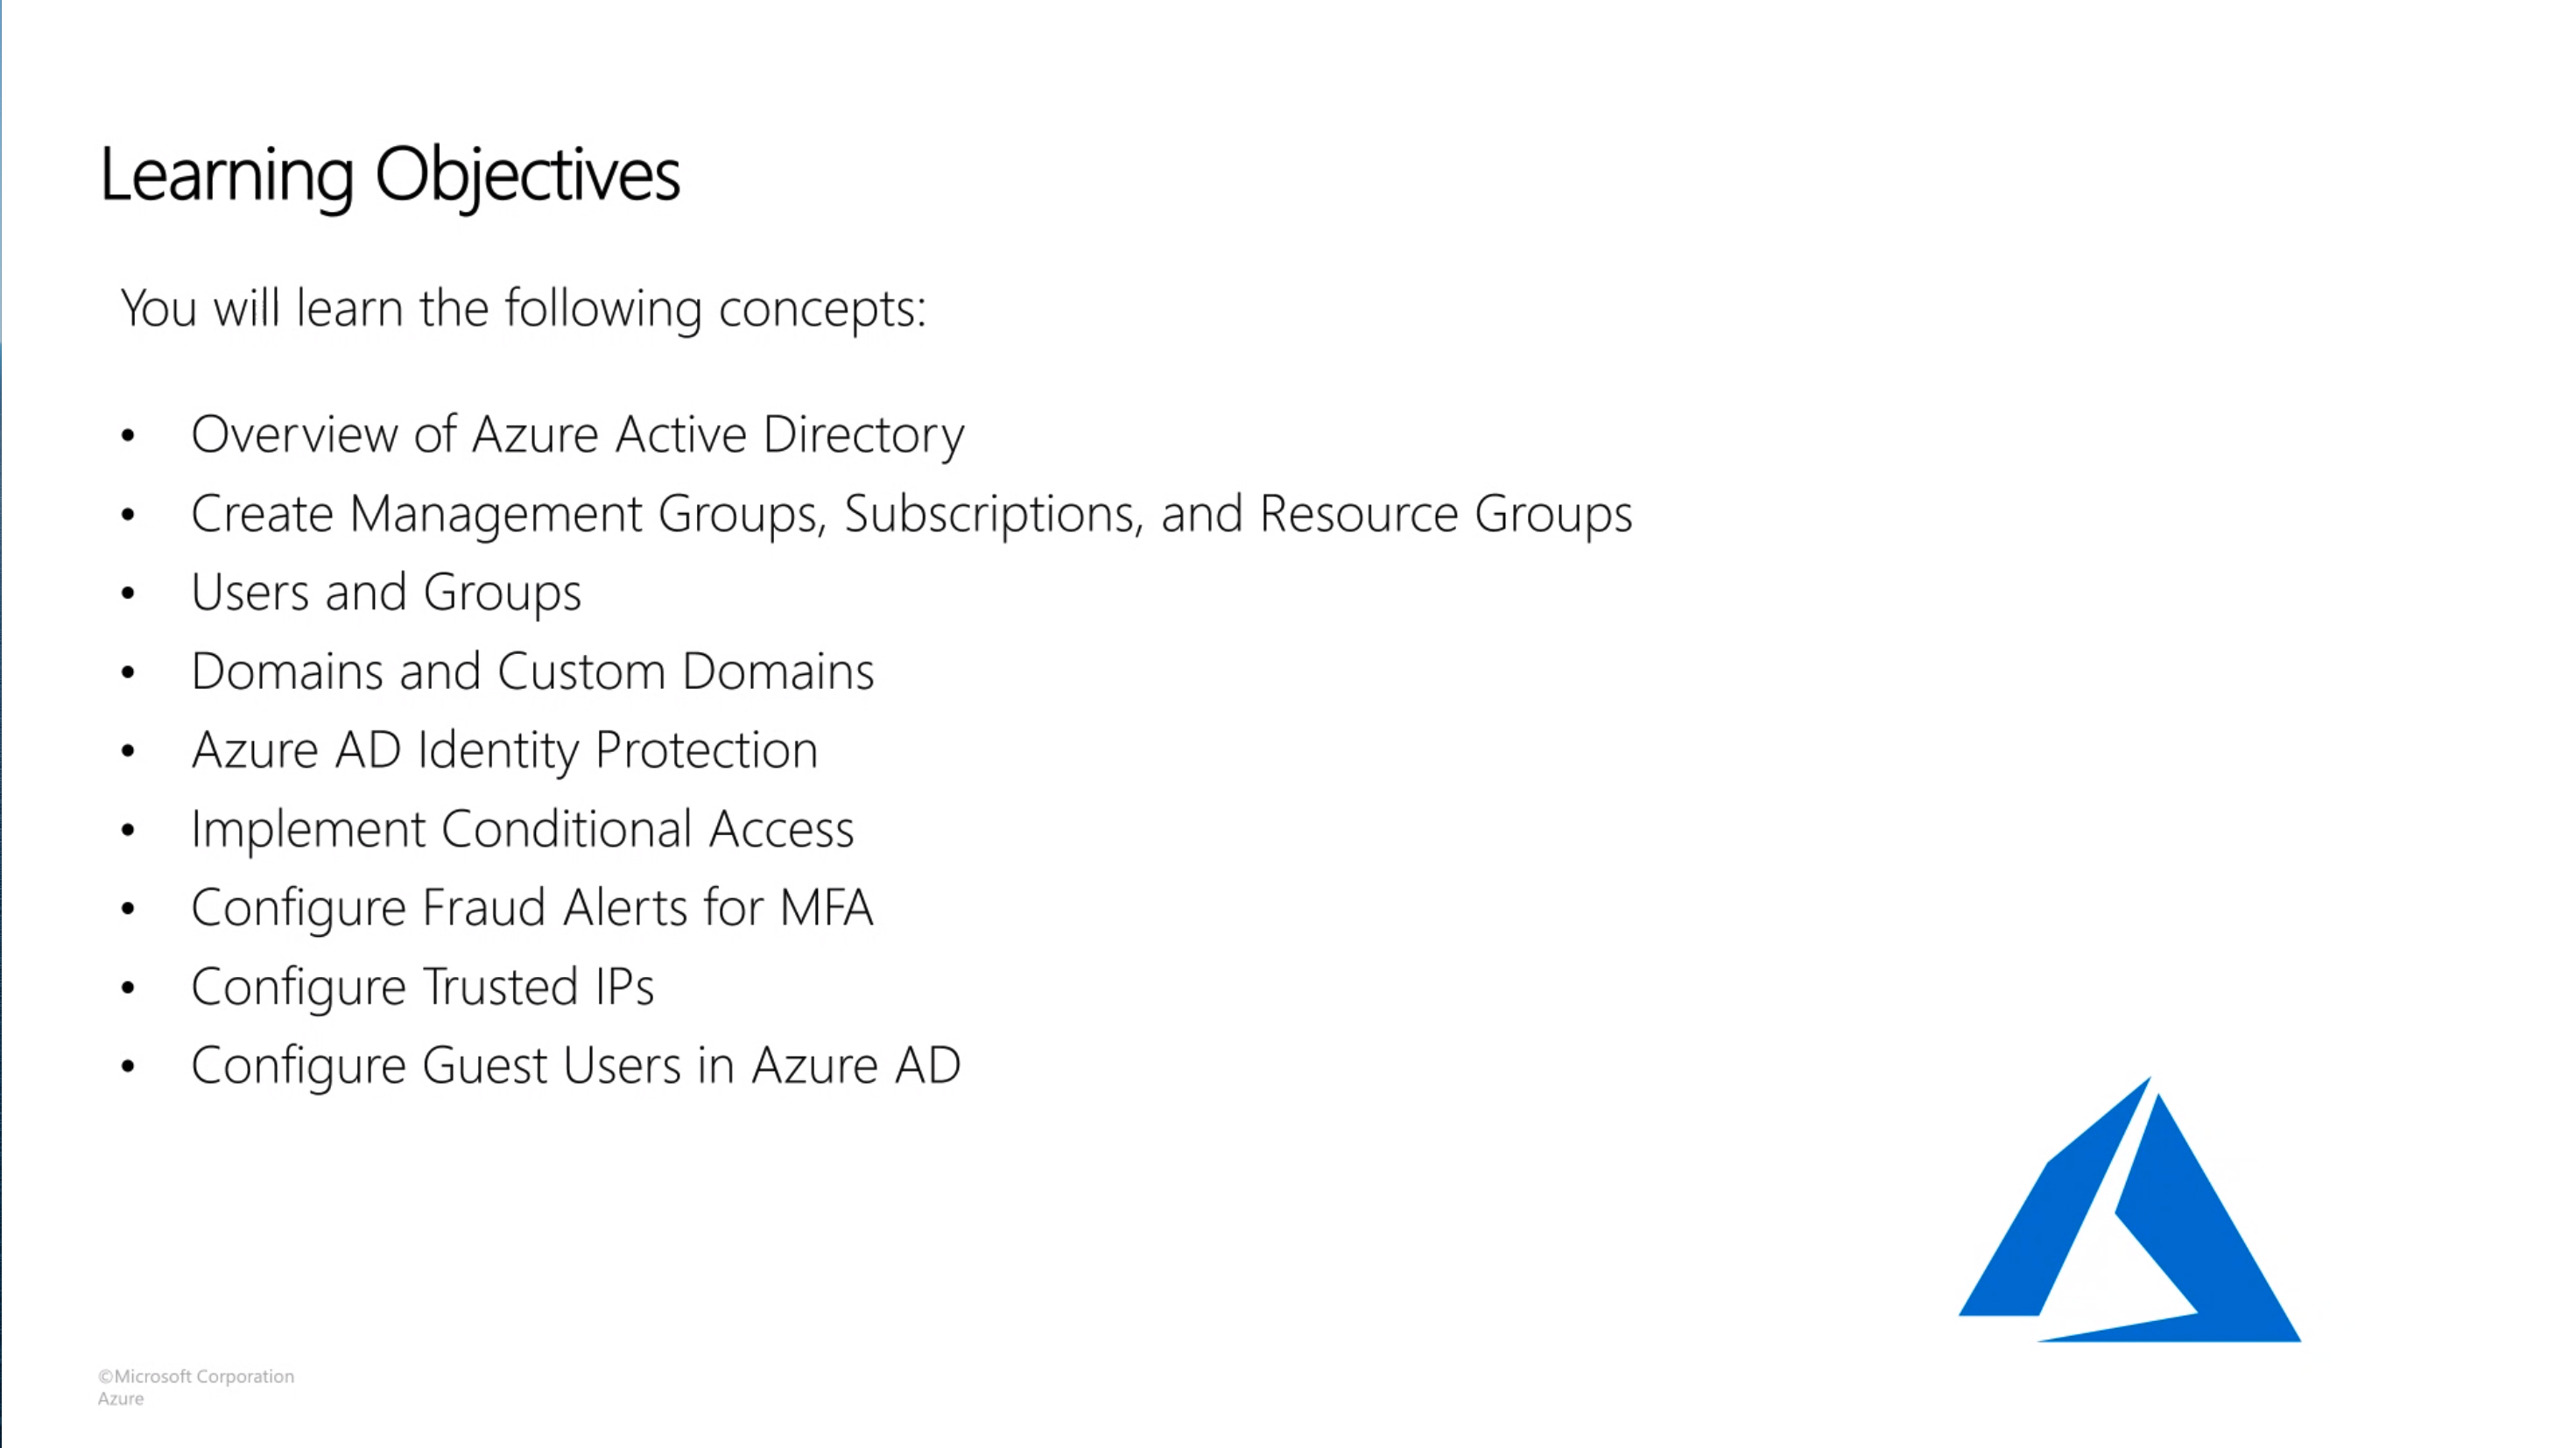 Learning Objectives
You will learn the following concepts:
• Overview of Azure Active Directory
• Create Management Groups, Subscriptions, and Resource Groups
• Users and Groups
• Domains and Custom Domains
• Azure AD Identity Protection
• Implement Conditional Access
• Configure Fraud Alerts for MFA
• Configure Trusted IPs
• Configure Guest Users in Azure AD
©Microsoft Corporation
Azure